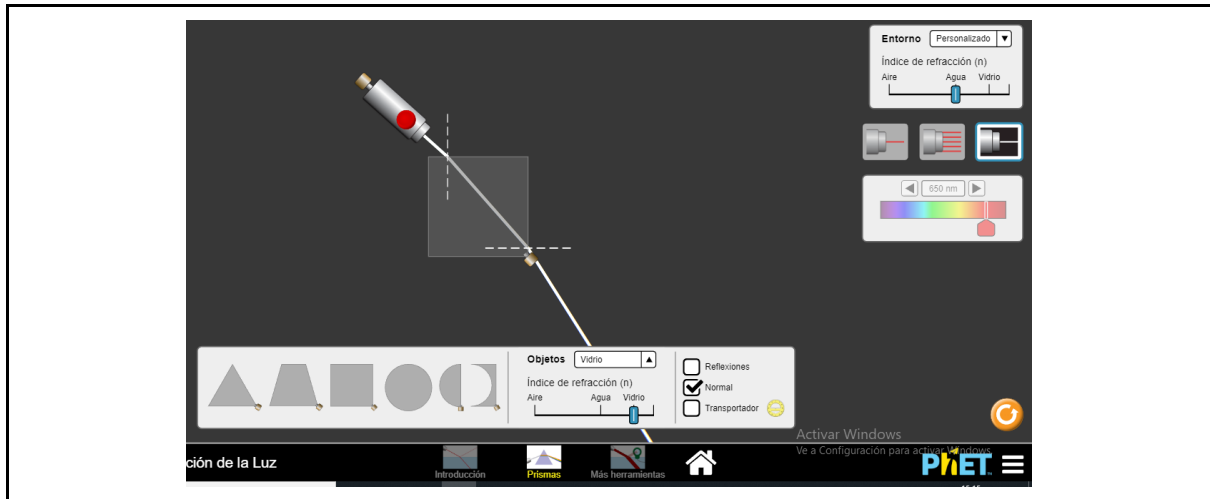 Entorno Personalizado
Índice de refracción (n)
Aire Agua Vidrio
650 nm
Objetos Vidrio
Índice de refracción (n)
Aire Agua Vidrio
Reflexiones
Normal
Transportador
Activar Windows
Ve a Configuración para activar Windows.
ción de la Luz
Introducción
Prismas
Más herramientas
PhET